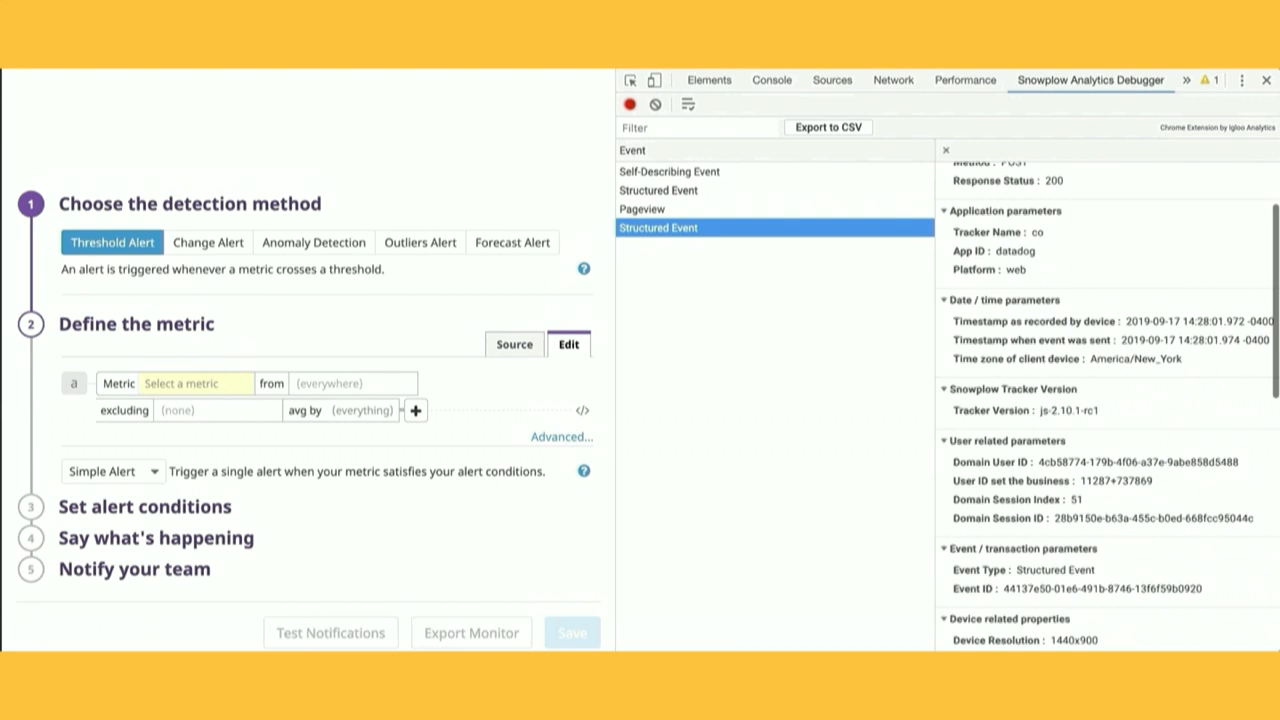 1 Choose the detection method
Threshold Alert Change Alert Anomaly Detection Outliers Alert Forecast Alert
An alert is triggered whenever a metric crosses a threshold. ?
2 Define the metric
Source Edit
a Metric Select a metric from (everywhere)
excluding (none) avg by (everything) + </>
Advanced...
Simple Alert Trigger a single alert when your metric satisfies your alert conditions. ?
3 Set alert conditions
4 Say what's happening
5 Notify your team
Test Notifications Export Monitor Save
Elements Console Sources Network Performance Snowplow Analytics Debugger » 1
Filter Export to CSV Chrome Extension by Igloo Analytics
Event
Self-Describing Event
Structured Event
Pageview
Structured Event
Method : POST
Response Status : 200
Application parameters
Tracker Name : co
App ID : datadog
Platform : web
Date / time parameters
Timestamp as recorded by device : 2019-09-17 14:28:01.972 -0400
Timestamp when event was sent : 2019-09-17 14:28:01.974 -0400
Time zone of client device : America/New_York
Snowplow Tracker Version
Tracker Version : js-2.10.1-rc1
User related parameters
Domain User ID : 4cb58774-179b-4f06-a37e-9abe858d5488
User ID set the business : 11287+737869
Domain Session Index : 51
Domain Session ID : 28b9150e-b63a-455c-b0ed-668fcc95044c
Event / transaction parameters
Event Type : Structured Event
Event ID : 44137e50-01e6-491b-8746-13f6f59b0920
Device related properties
Device Resolution : 1440x900